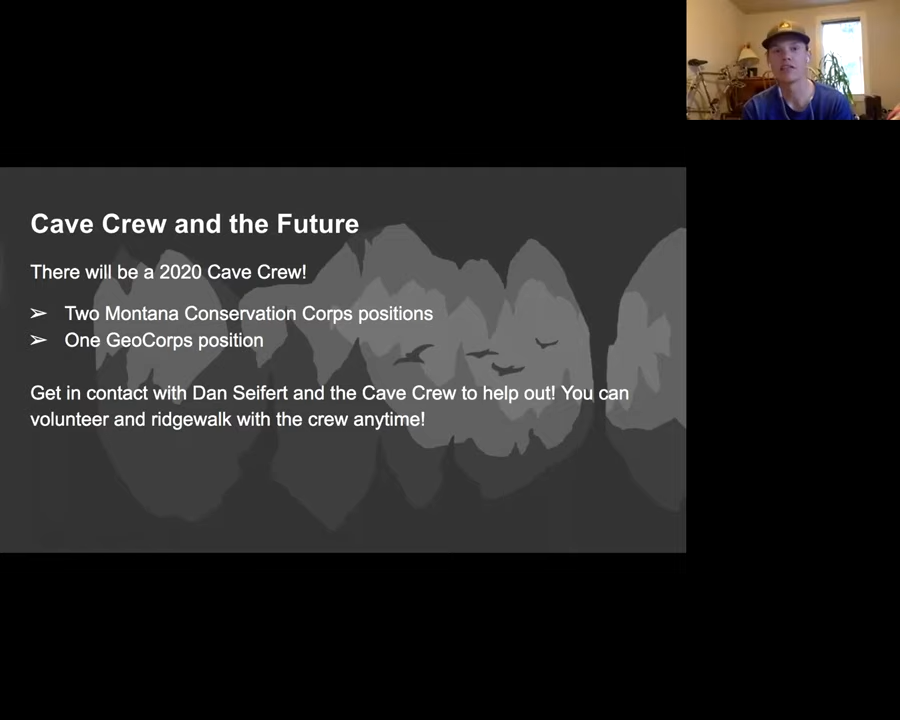 Cave Crew and the Future
There will be a 2020 Cave Crew!
➢ Two Montana Conservation Corps positions
➢ One GeoCorps position
Get in contact with Dan Seifert and the Cave Crew to help out! You can
volunteer and ridgewalk with the crew anytime!